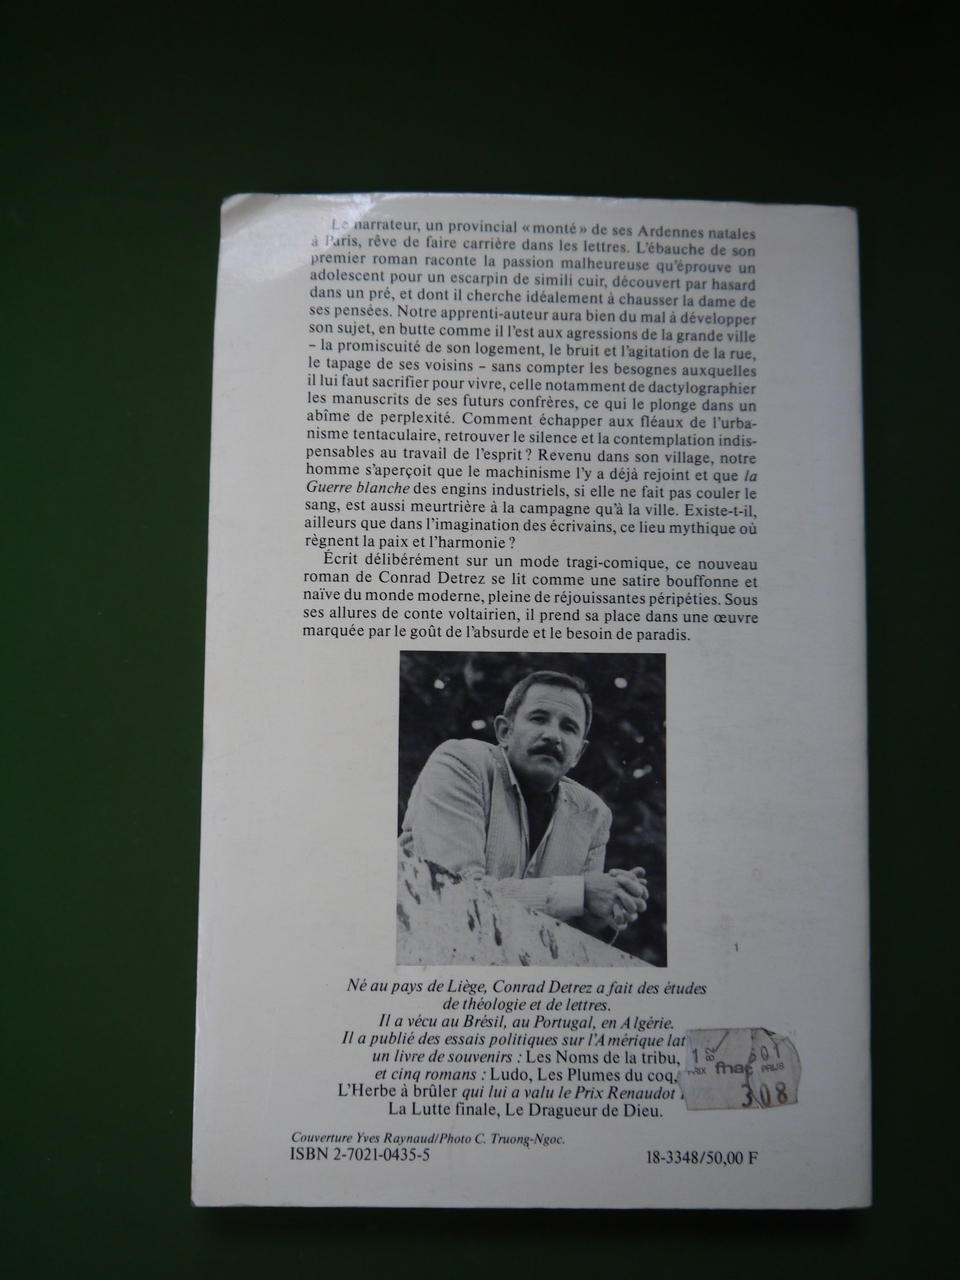 Le narrateur, un provincial «monté» de ses Ardennes natales
à Paris, rêve de faire carrière dans les lettres. L'ébauche de son
premier roman raconte la passion malheureuse qu'éprouve un
adolescent pour un escarpin de simili cuir, découvert par hasard
dans un pré, et dont il cherche idéalement à chausser la dame de
ses pensées. Notre apprenti-auteur aura bien du mal à développer
son sujet, en butte comme il l'est aux agressions de la grande ville
– la promiscuité de son logement, le bruit et l'agitation de la rue,
le tapage de ses voisins – sans compter les besognes auxquelles
il lui faut sacrifier pour vivre, celle notamment de dactylographier
les manuscrits de ses futurs confrères, ce qui le plonge dans un
abîme de perplexité. Comment échapper aux fléaux de l'urba-
nisme tentaculaire, retrouver le silence et la contemplation indis-
pensables au travail de l'esprit? Revenu dans son village, notre
homme s'aperçoit que le machinisme l'y a déjà rejoint et que la
Guerre blanche des engins industriels, si elle ne fait pas couler le
sang, est aussi meurtrière à la campagne qu'à la ville. Existe-t-il,
ailleurs que dans l'imagination des écrivains, ce lieu mythique où
règnent la paix et l'harmonie?
Écrit délibérément sur un mode tragi-comique, ce nouveau
roman de Conrad Detrez se lit comme une satire bouffonne et
naïve du monde moderne, pleine de réjouissantes péripéties. Sous
ses allures de conte voltairien, il prend sa place dans une œuvre
marquée par le goût de l'absurde et le besoin de paradis.
Né au pays de Liège, Conrad Detrez a fait des études
de théologie et de lettres.
Il a vécu au Brésil, au Portugal, en Algérie.
Il a publié des essais politiques sur l'Amérique lat
un livre de souvenirs : Les Noms de la tribu,
et cinq romans : Ludo, Les Plumes du coq,
L'Herbe à brûler qui lui a valu le Prix Renaudot
La Lutte finale, Le Dragueur de Dieu.
fnac
308
Couverture Yves Raynaud/Photo C. Truong-Ngoc.
ISBN 2-7021-0435-5
18-3348/50,00 F